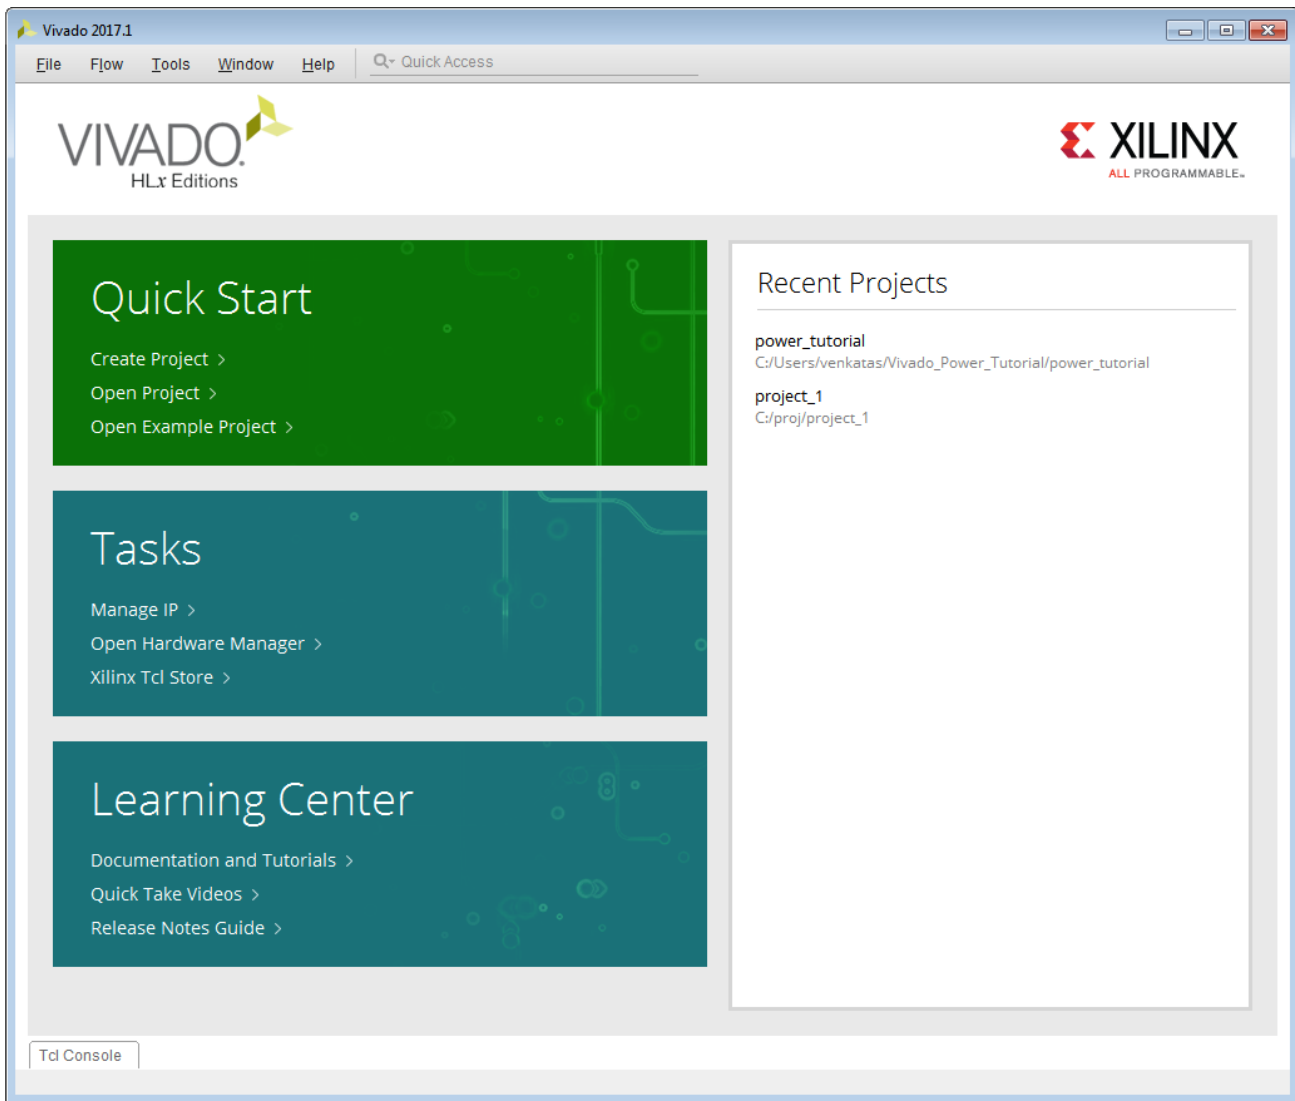 Vivado 2017.1
File Flow Tools Window Help Quick Access
VIVADO.
HLx Editions
XILINX
ALL PROGRAMMABLE™
Quick Start
Create Project >
Open Project >
Open Example Project >
Tasks
Manage IP >
Open Hardware Manager >
Xilinx Tcl Store >
Learning Center
Documentation and Tutorials >
Quick Take Videos >
Release Notes Guide >
Recent Projects
power_tutorial
C:/Users/venkatas/Vivado_Power_Tutorial/power_tutorial
project_1
C:/proj/project_1
Tcl Console